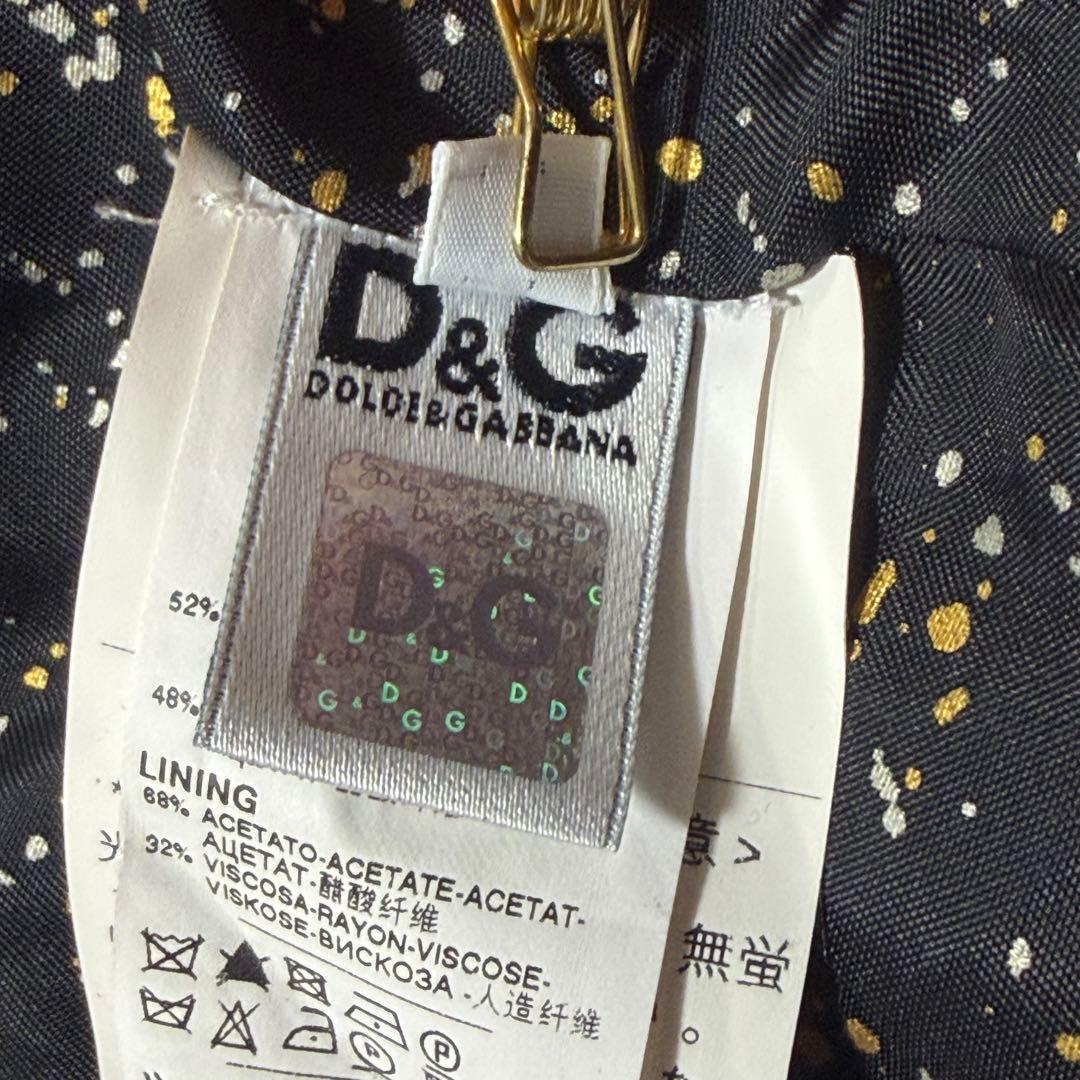 D&G
DOLCE&GABBANA
D&G
52%
48%
LINING
68% ACETATO-ACETATE-ACETAT-
АЦЕТАТ-醋酸纤维
32% VISCOSA-RAYON-VISCOSE-
VISKOSE-ВИСКОЗА -人造纤维
P
P
意 >
無蛍
。